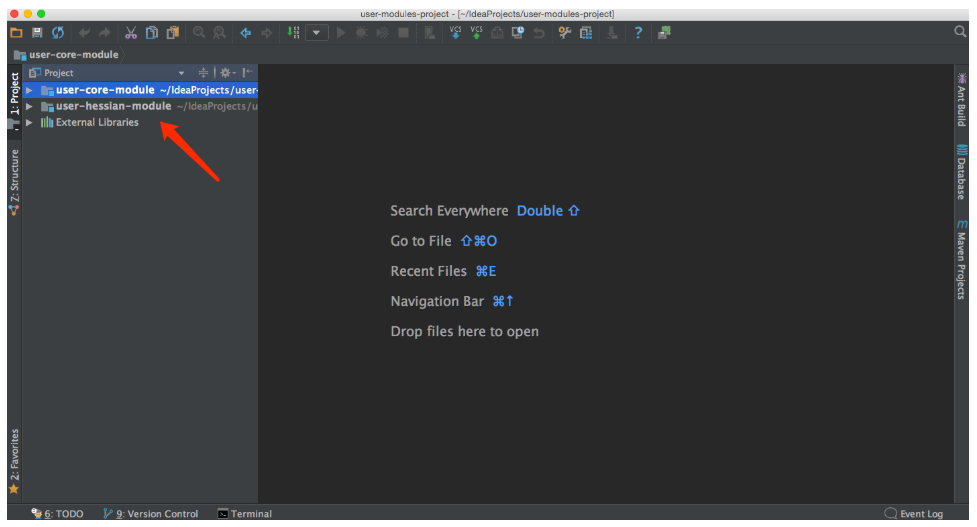 user-modules-project - [~/IdeaProjects/user-modules-project]
user-core-module
Project
user-core-module ~/IdeaProjects/user-
user-hessian-module ~/IdeaProjects/u
External Libraries
1: Project
Z: Structure
2: Favorites
Search Everywhere Double ⇧
Go to File ⇧⌘O
Recent Files ⌘E
Navigation Bar ⌘↑
Drop files here to open
Ant Build
Database
m Maven Projects
6: TODO
9: Version Control
Terminal
Event Log
VCS
VCS